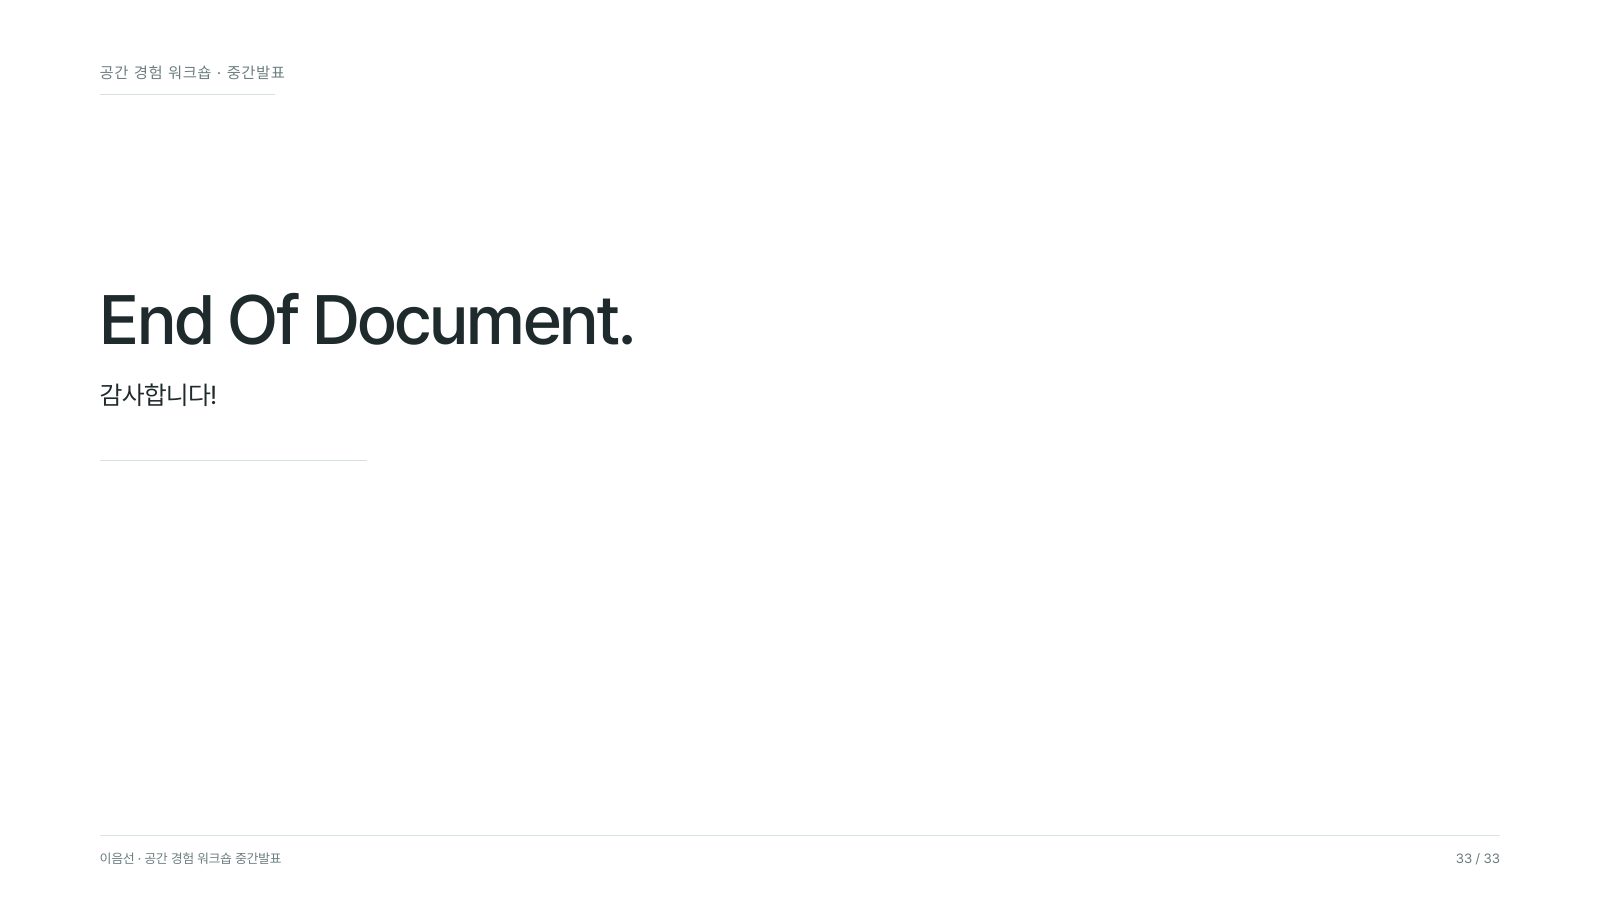 공간 경험 워크숍 · 중간발표
End Of Document.
감사합니다!
이음선 · 공간 경험 워크숍 중간발표
33 / 33